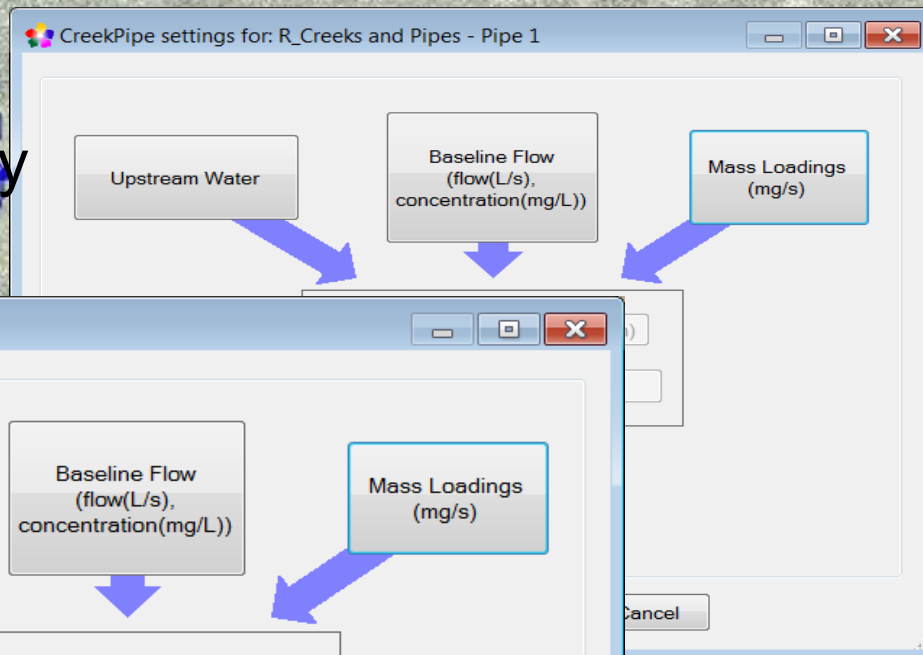 CreekPipe settings for: R_Creeks and Pipes - Pipe 1
y
Upstream Water
Baseline Flow
(flow(L/s),
concentration(mg/L))
Mass Loadings
(mg/s)
Baseline Flow
(flow(L/s),
concentration(mg/L))
Mass Loadings
(mg/s)
Cancel